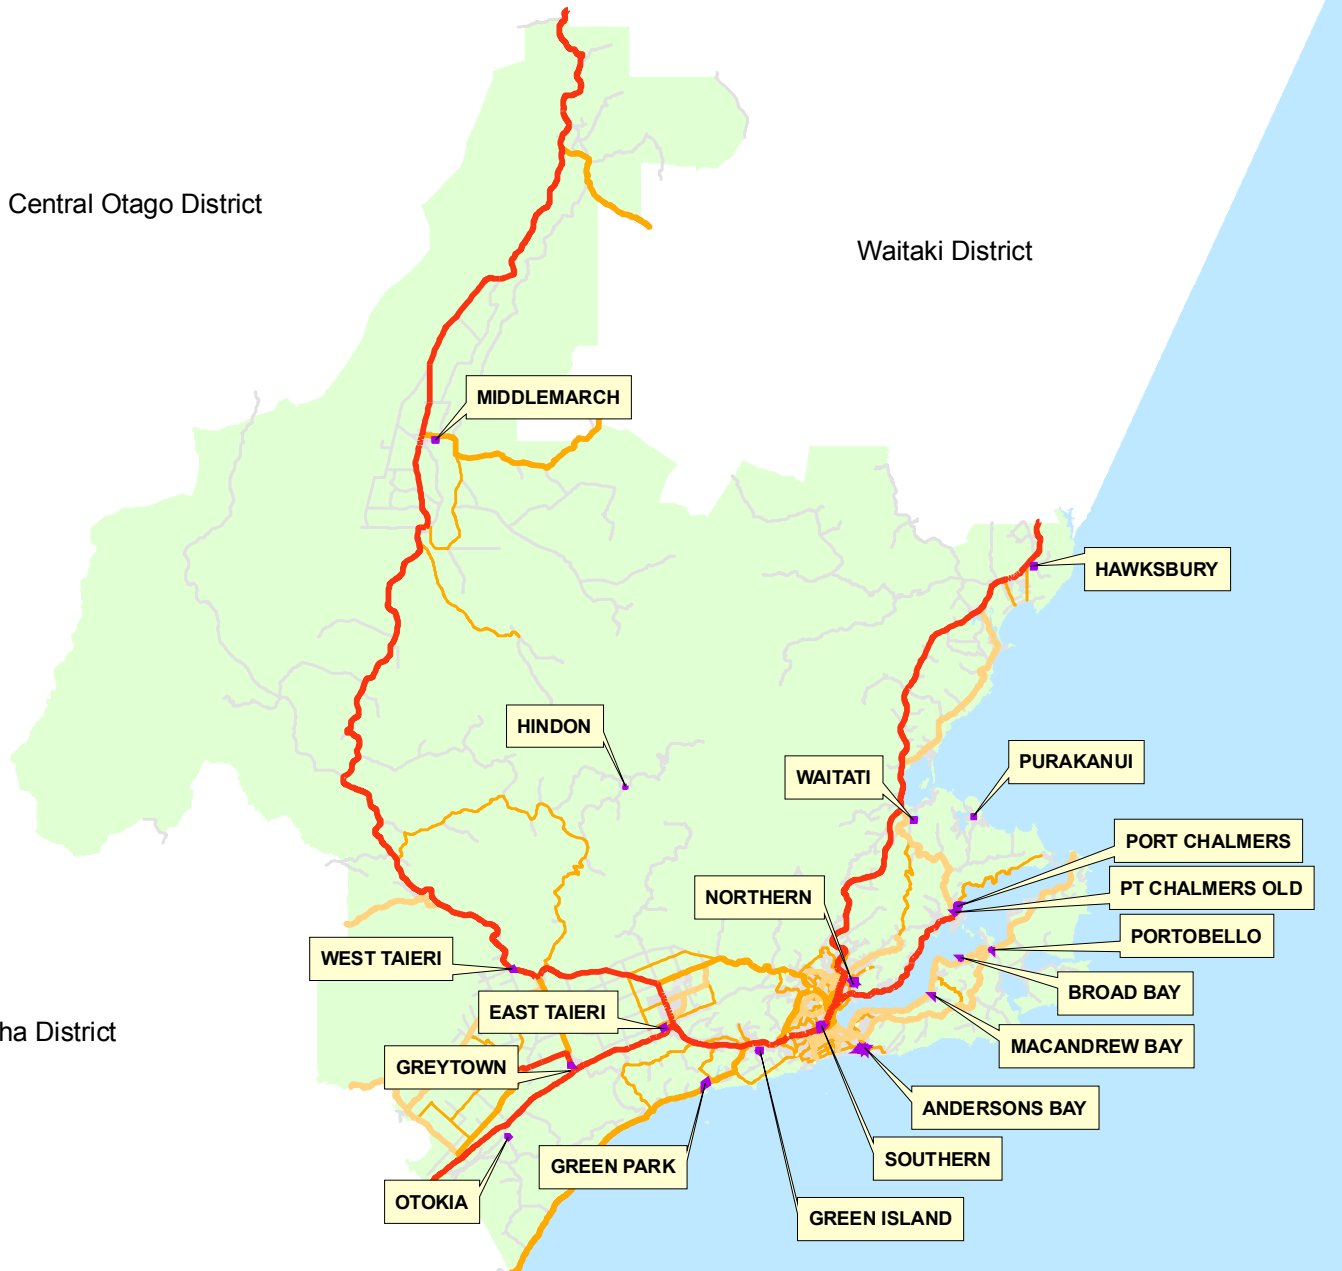 Central Otago District
Waitaki District
MIDDLEMARCH
HAWKSBURY
HINDON
WAITATI
PURAKANUI
PORT CHALMERS
PT CHALMERS OLD
NORTHERN
PORTOBELLO
WEST TAIERI
BROAD BAY
EAST TAIERI
ha District
MACANDREW BAY
GREYTOWN
ANDERSONS BAY
SOUTHERN
GREEN PARK
OTOKIA
GREEN ISLAND